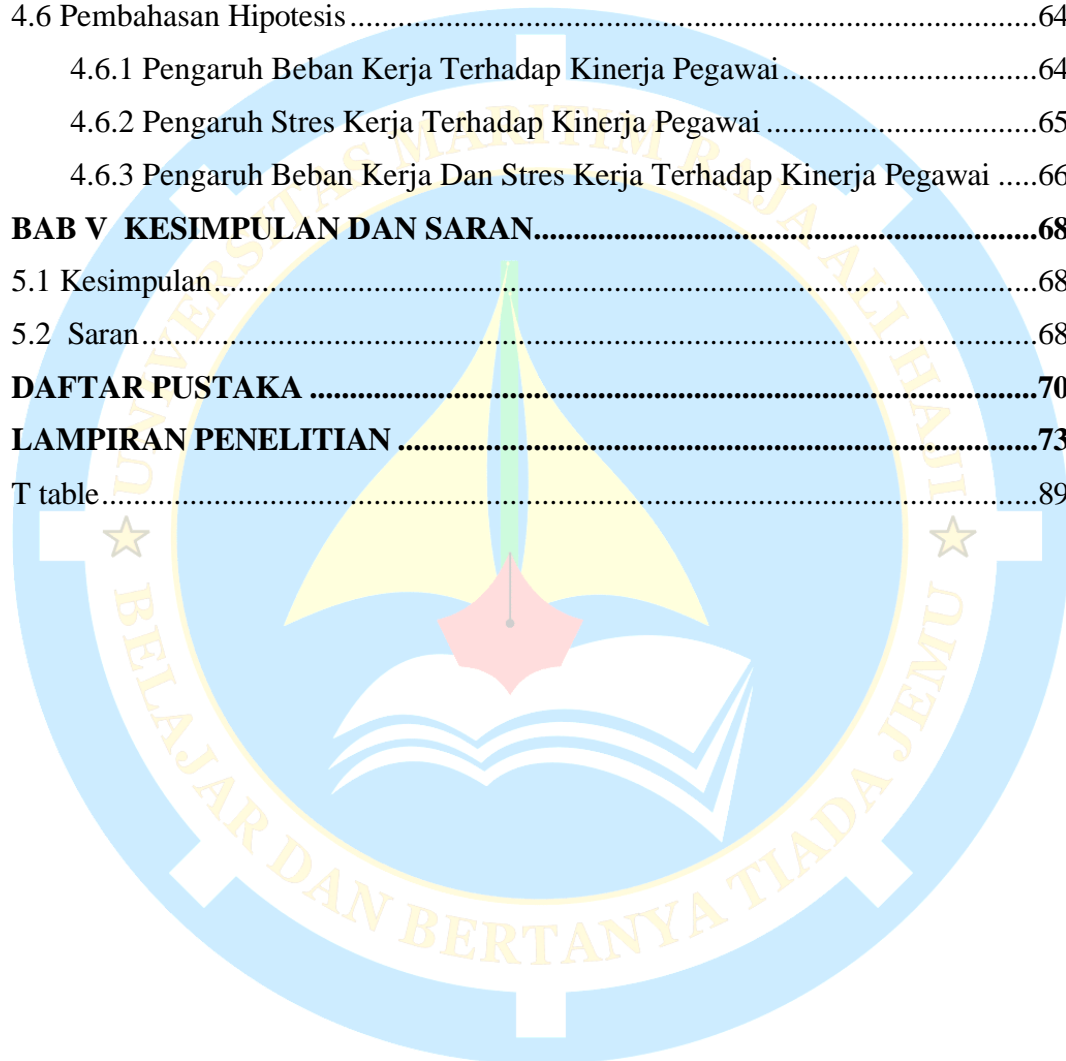 4.6 Pembahasan Hipotesis ........................................................................................ 64
4.6.1 Pengaruh Beban Kerja Terhadap Kinerja Pegawai ................................ 64
4.6.2 Pengaruh Stres Kerja Terhadap Kinerja Pegawai .................................. 65
4.6.3 Pengaruh Beban Kerja Dan Stres Kerja Terhadap Kinerja Pegawai ..... 66
BAB V KESIMPULAN DAN SARAN ................................................................ 68
5.1 Kesimpulan ......................................................................................................... 68
5.2 Saran ................................................................................................................... 68
DAFTAR PUSTAKA ............................................................................................ 70
LAMPIRAN PENELITIAN ................................................................................. 73
T table ....................................................................................................................... 89
UNIVERSITAS MARITIM RAJA ALI HAJI
BELAJAR DAN BERTANYA TIADA JEMU